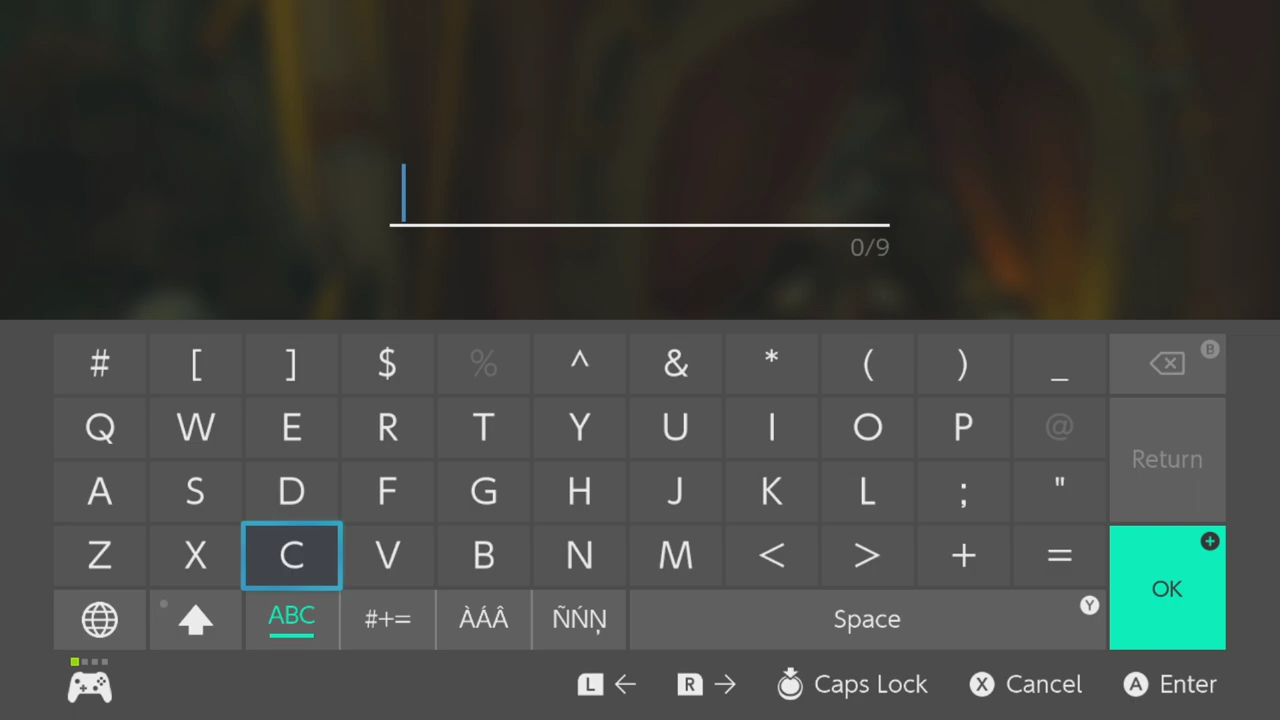 0/9
# [ ] $ % ^ & * ( ) _ B
Q W E R T Y U I O P @ Return
A S D F G H J K L ; "
Z X C V B N M < > + = OK
ABC #+= ÀÁÂ ÑŃŅ Space Y
L ← R → Caps Lock X Cancel A Enter